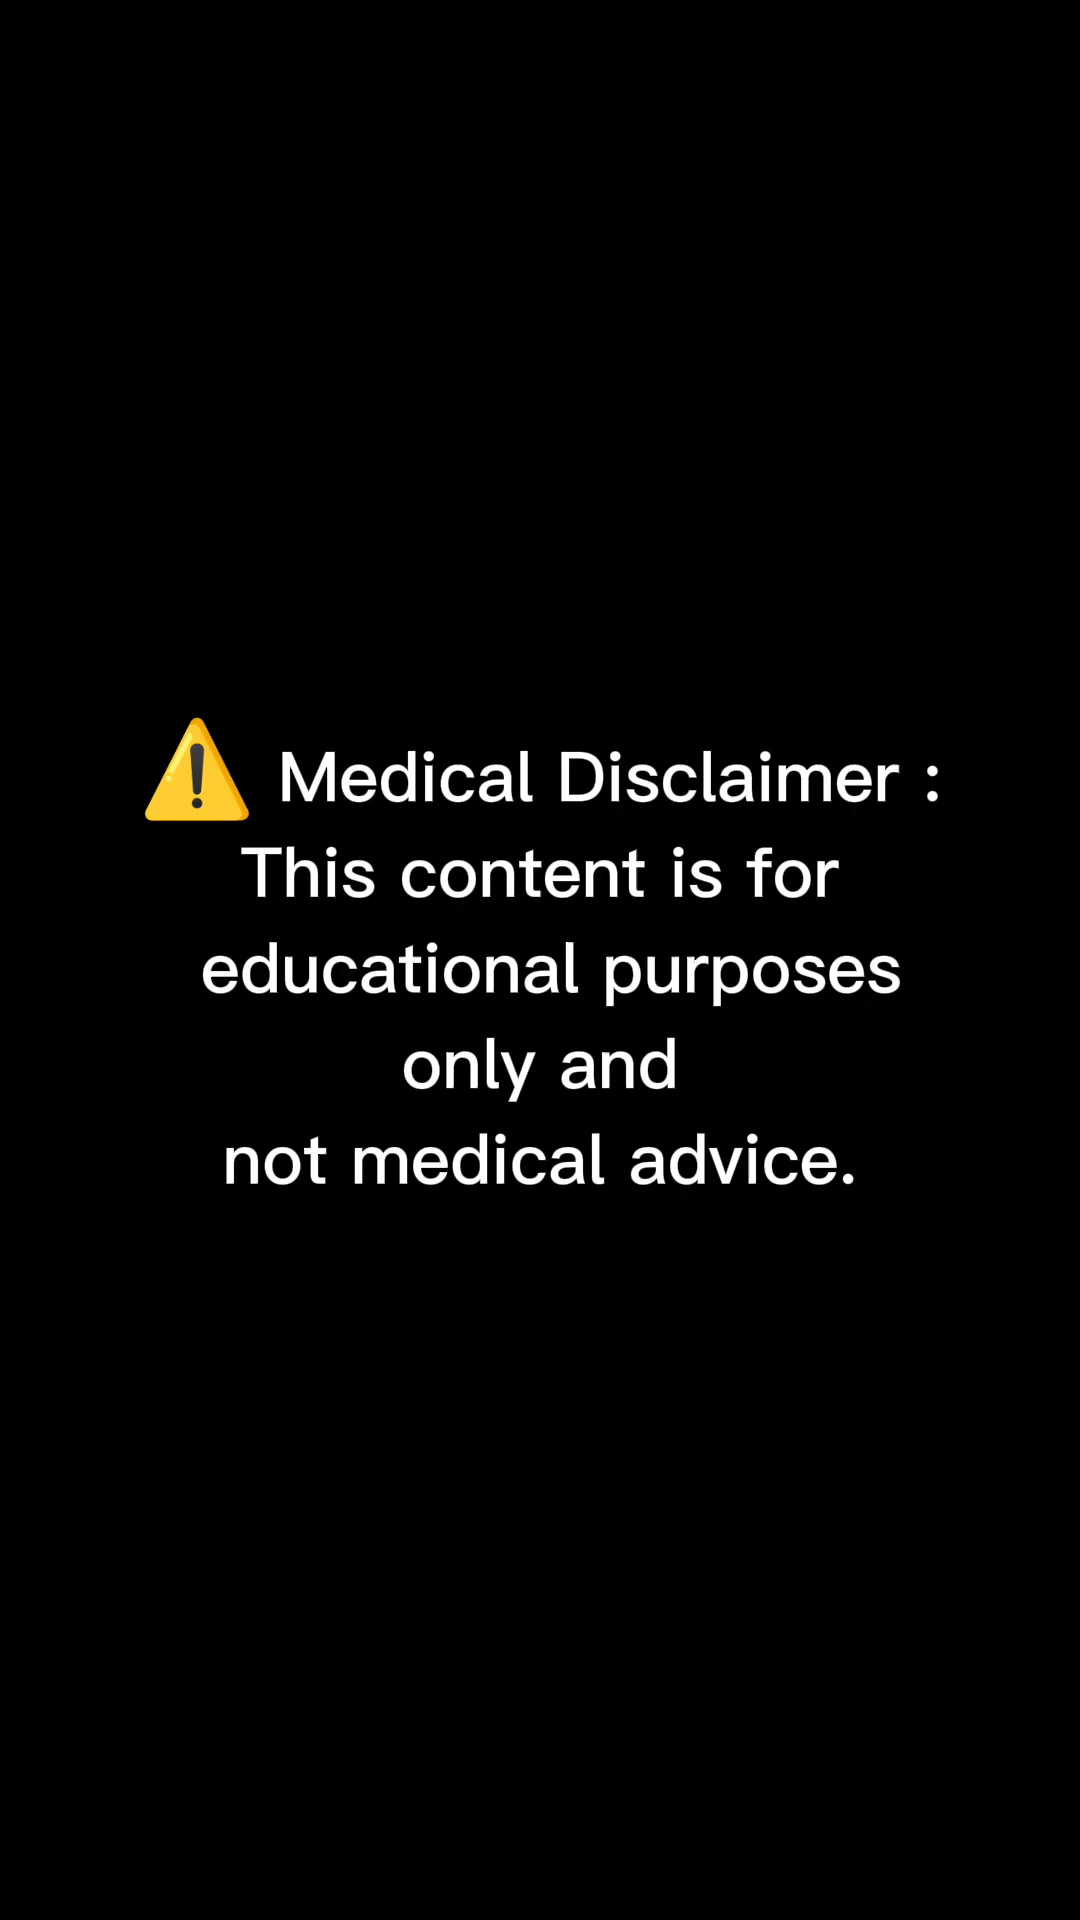 ⚠️ Medical Disclaimer :
This content is for
educational purposes
only and
not medical advice.